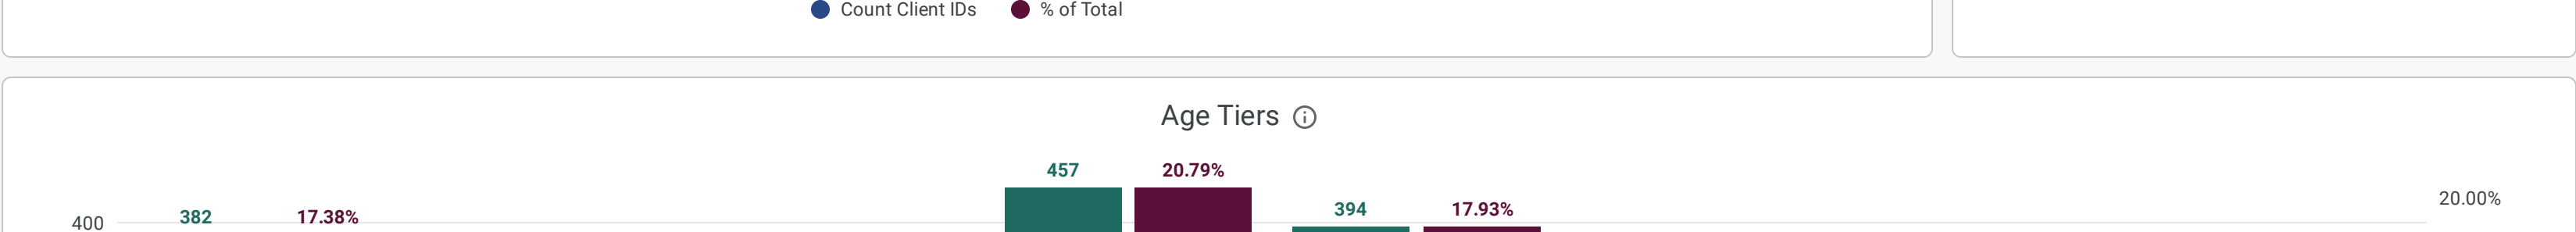 Count Client IDs % of Total
Age Tiers
457 20.79%
20.00%
394 17.93%
382 17.38%
400